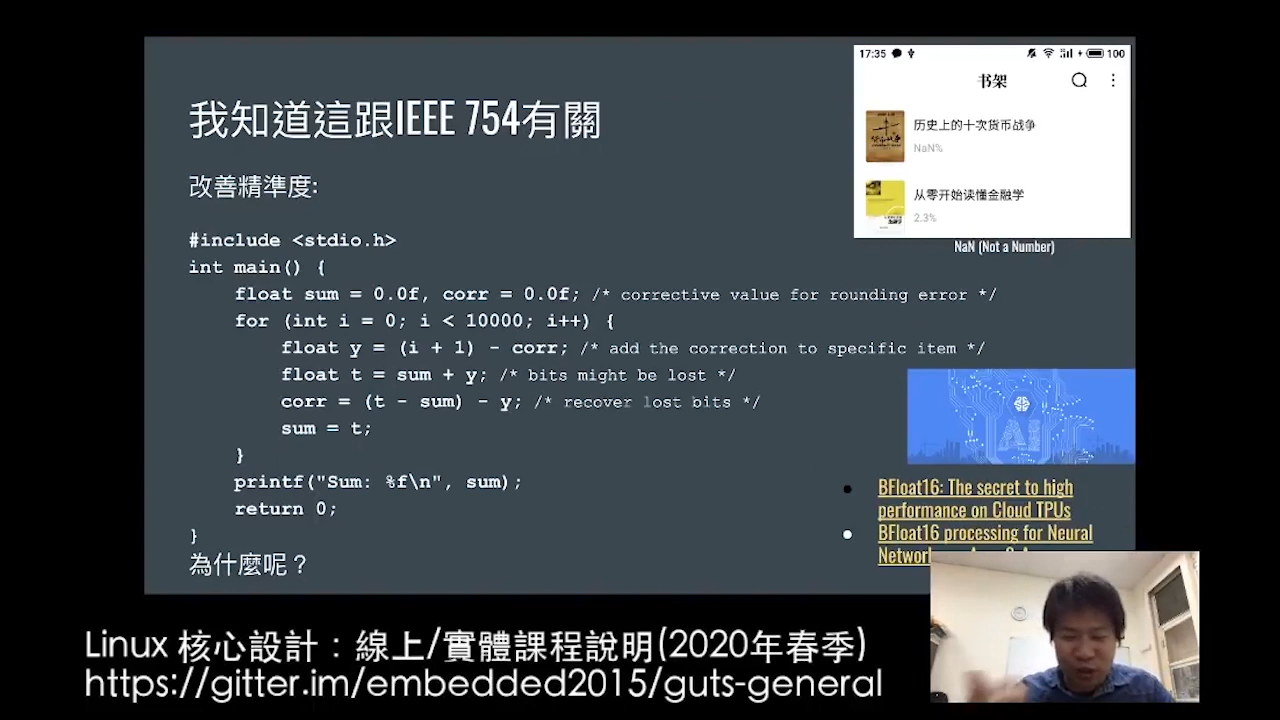 我知道這跟IEEE 754有關
改善精準度:
#include <stdio.h>
int main() {
float sum = 0.0f, corr = 0.0f; /* corrective value for rounding error */
for (int i = 0; i < 10000; i++) {
float y = (i + 1) - corr; /* add the correction to specific item */
float t = sum + y; /* bits might be lost */
corr = (t - sum) - y; /* recover lost bits */
sum = t;
}
printf("Sum: %f\n", sum);
return 0;
}
為什麼呢？
17:35 100
书架
历史上的十次货币战争
NaN%
从零开始读懂金融学
2.3%
NaN (Not a Number)
AI
BFloat16: The secret to high
performance on Cloud TPUs
BFloat16 processing for Neural
Linux 核心設計：線上/實體課程說明(2020年春季)
https://gitter.im/embedded2015/guts-general